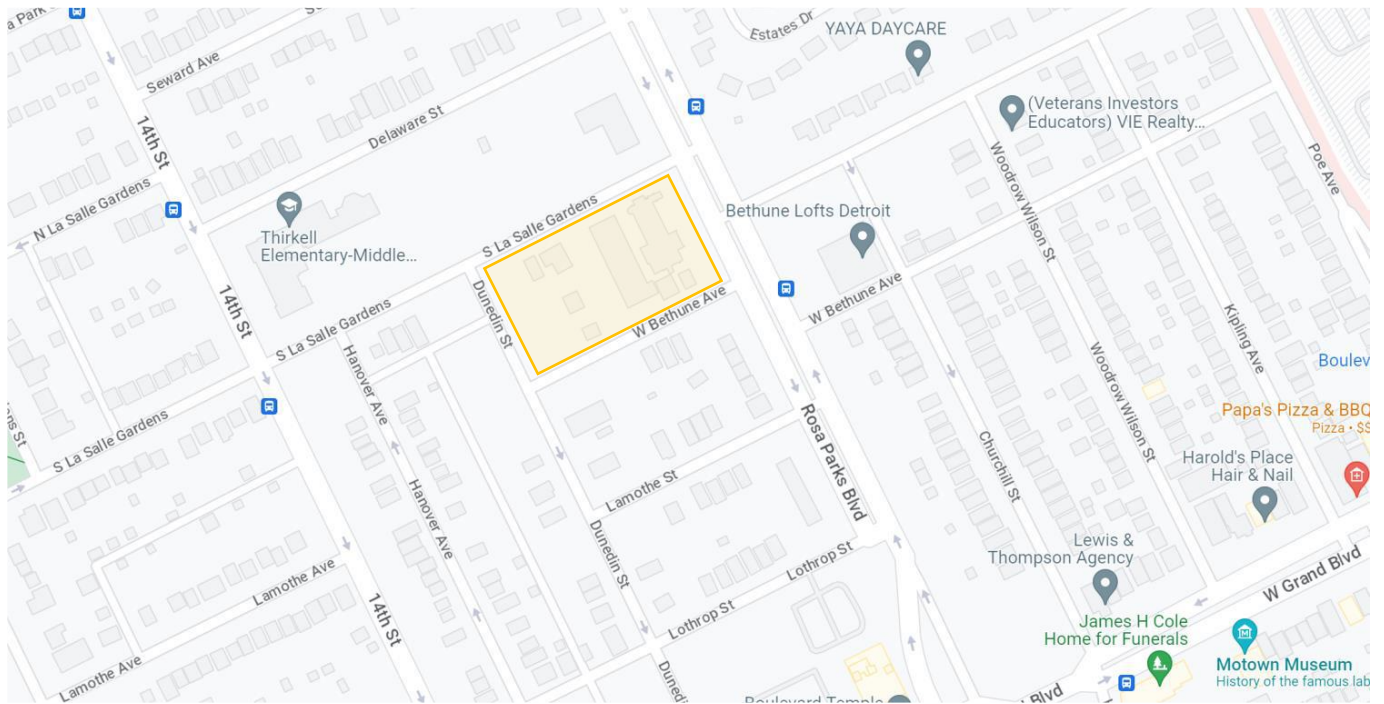 a Park
Seward Ave
Estates Dr
YAYA DAYCARE
14th St
Delaware St
(Veterans Investors
Educators) VIE Realty...
Poe Ave
Woodrow Wilson St
N La Salle Gardens
S La Salle Gardens
Bethune Lofts Detroit
Thirkell
Elementary-Middle...
14th St
Dunedin St
W Bethune Ave
W Bethune Ave
S La Salle Gardens
Hanover Ave
Kipling Ave
Woodrow Wilson St
Boulev
Papa's Pizza & BBQ
Pizza • $$
S La Salle Gardens
Rosa Parks Blvd
Churchill St
Harold's Place
Hair & Nail
Lamothe St
Hanover Ave
Dunedin St
Lewis &
Thompson Agency
Lothrop St
W Grand Blvd
Lamothe Ave
14th St
Lothrop St
James H Cole
Home for Funerals
Motown Museum
History of the famous lab
Lamothe Ave
Duned
Boulevard Temple
Blvd